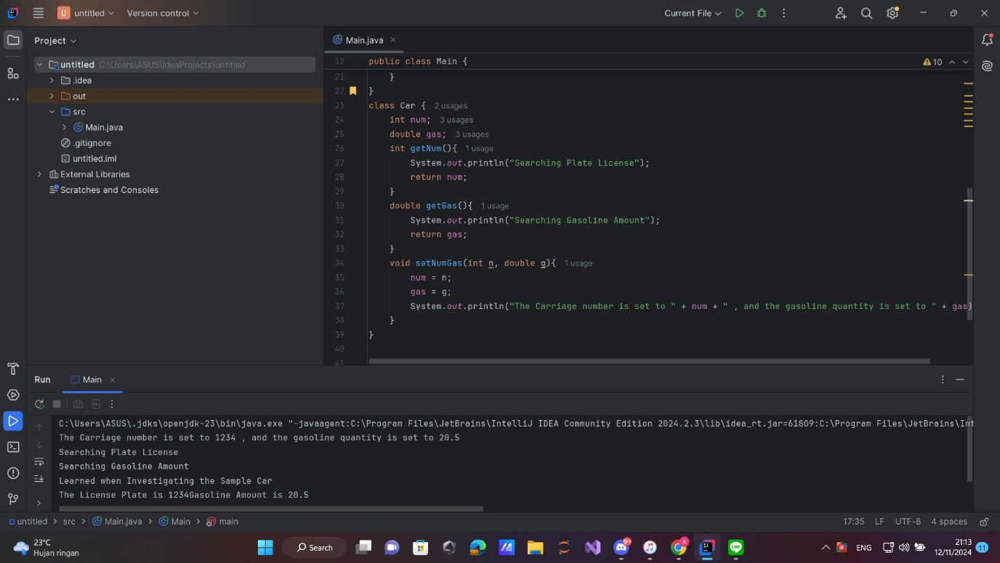 U untitled Version control Current File
Project
Main.java
untitled C:\Users\ASUS\IdeaProjects\untitled
.idea
out
src
Main.java
.gitignore
untitled.iml
External Libraries
Scratches and Consoles
12 public class Main { 10
21 }
22 }
23 class Car { 2 usages
24 int num; 3 usages
25 double gas; 3 usages
26 int getNum(){ 1 usage
27 System.out.println("Searching Plate License");
28 return num;
29 }
30 double getGas(){ 1 usage
31 System.out.println("Searching Gasoline Amount");
32 return gas;
33 }
34 void setNumGas(int n, double g){ 1 usage
35 num = n;
36 gas = g;
37 System.out.println("The Carriage number is set to " + num + " , and the gasoline quantity is set to " + gas)
38 }
39 }
40
41
Run Main
C:\Users\ASUS\.jdks\openjdk-23\bin\java.exe "-javaagent:C:\Program Files\JetBrains\IntelliJ IDEA Community Edition 2024.2.3\lib\idea_rt.jar=61809:C:\Program Files\JetBrains\Int
The Carriage number is set to 1234 , and the gasoline quantity is set to 20.5
Searching Plate License
Searching Gasoline Amount
Learned when Investigating the Sample Car
The License Plate is 1234Gasoline Amount is 20.5
untitled > src > Main.java > Main > main 17:35 LF UTF-8 4 spaces
23°C
Hujan ringan
Search
ENG
21:13
12/11/2024
11